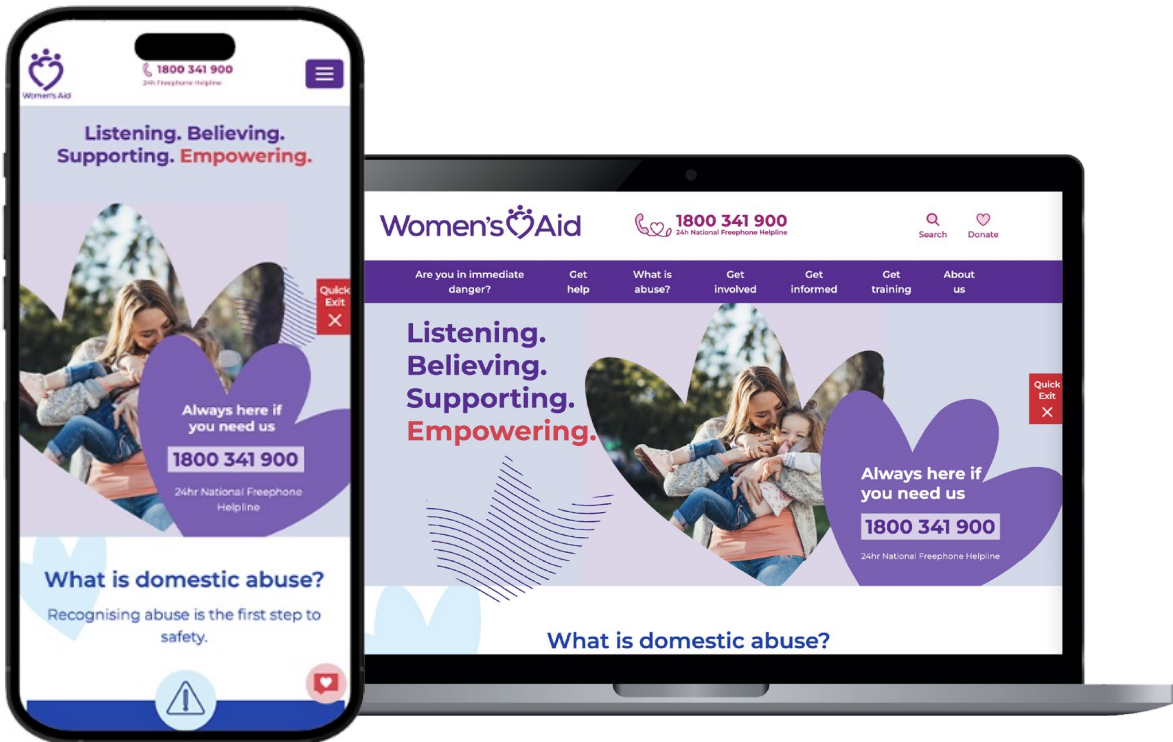 1800 341 900
24h Freephone Helpline
Women's Aid
Listening. Believing.
Supporting. Empowering.
Quick
Exit
Always here if
you need us
1800 341 900
24hr National Freephone
Helpline
What is domestic abuse?
Recognising abuse is the first step to
safety.
Women's Aid
1800 341 900
24h National Freephone Helpline
Search
Donate
Are you in immediate
danger?
Get
help
What is
abuse?
Get
involved
Get
informed
Get
training
About
us
Listening.
Believing.
Supporting.
Empowering.
Quick
Exit
Always here if
you need us
1800 341 900
24hr National Freephone Helpline
What is domestic abuse?